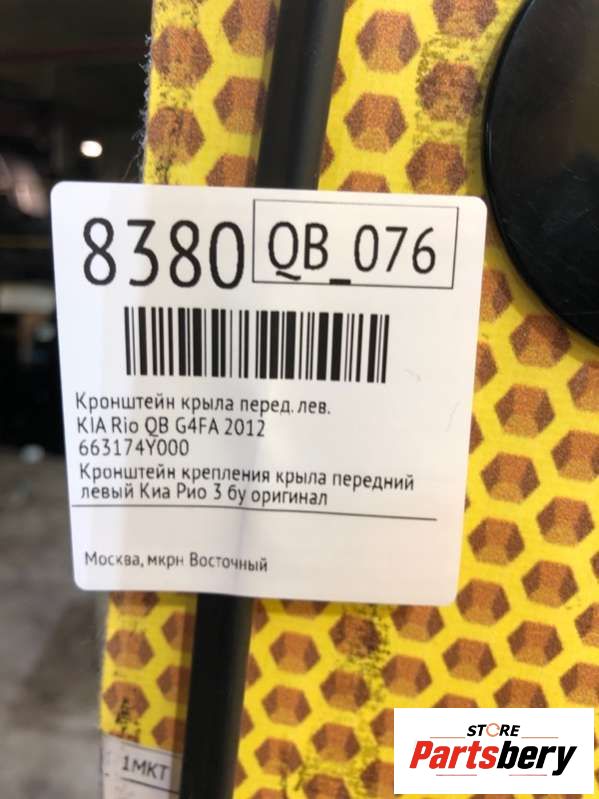 8380 QB_076
Кронштейн крыла перед. лев.
KIA Rio QB G4FA 2012
663174Y000
Кронштейн крепления крыла передний
левый Киа Рио 3 бу оригинал
Москва, мкрн Восточный
1МКТ
STORE
Partsbery